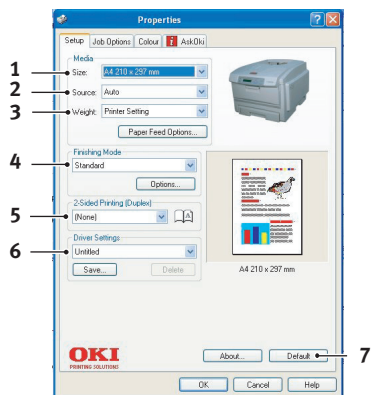 Properties
Setup Job Options Colour AskOki
Media
1 Size: A4 210 x 297 mm
2 Source: Auto
3 Weight: Printer Setting
Paper Feed Options...
4 Finishing Mode
Standard
Options...
5 2-Sided Printing (Duplex)
(None) A
6 Driver Settings
Untitled
Save... Delete
A4 210 x 297 mm
OKI
PRINTING SOLUTIONS
About... Default 7
OK Cancel Help